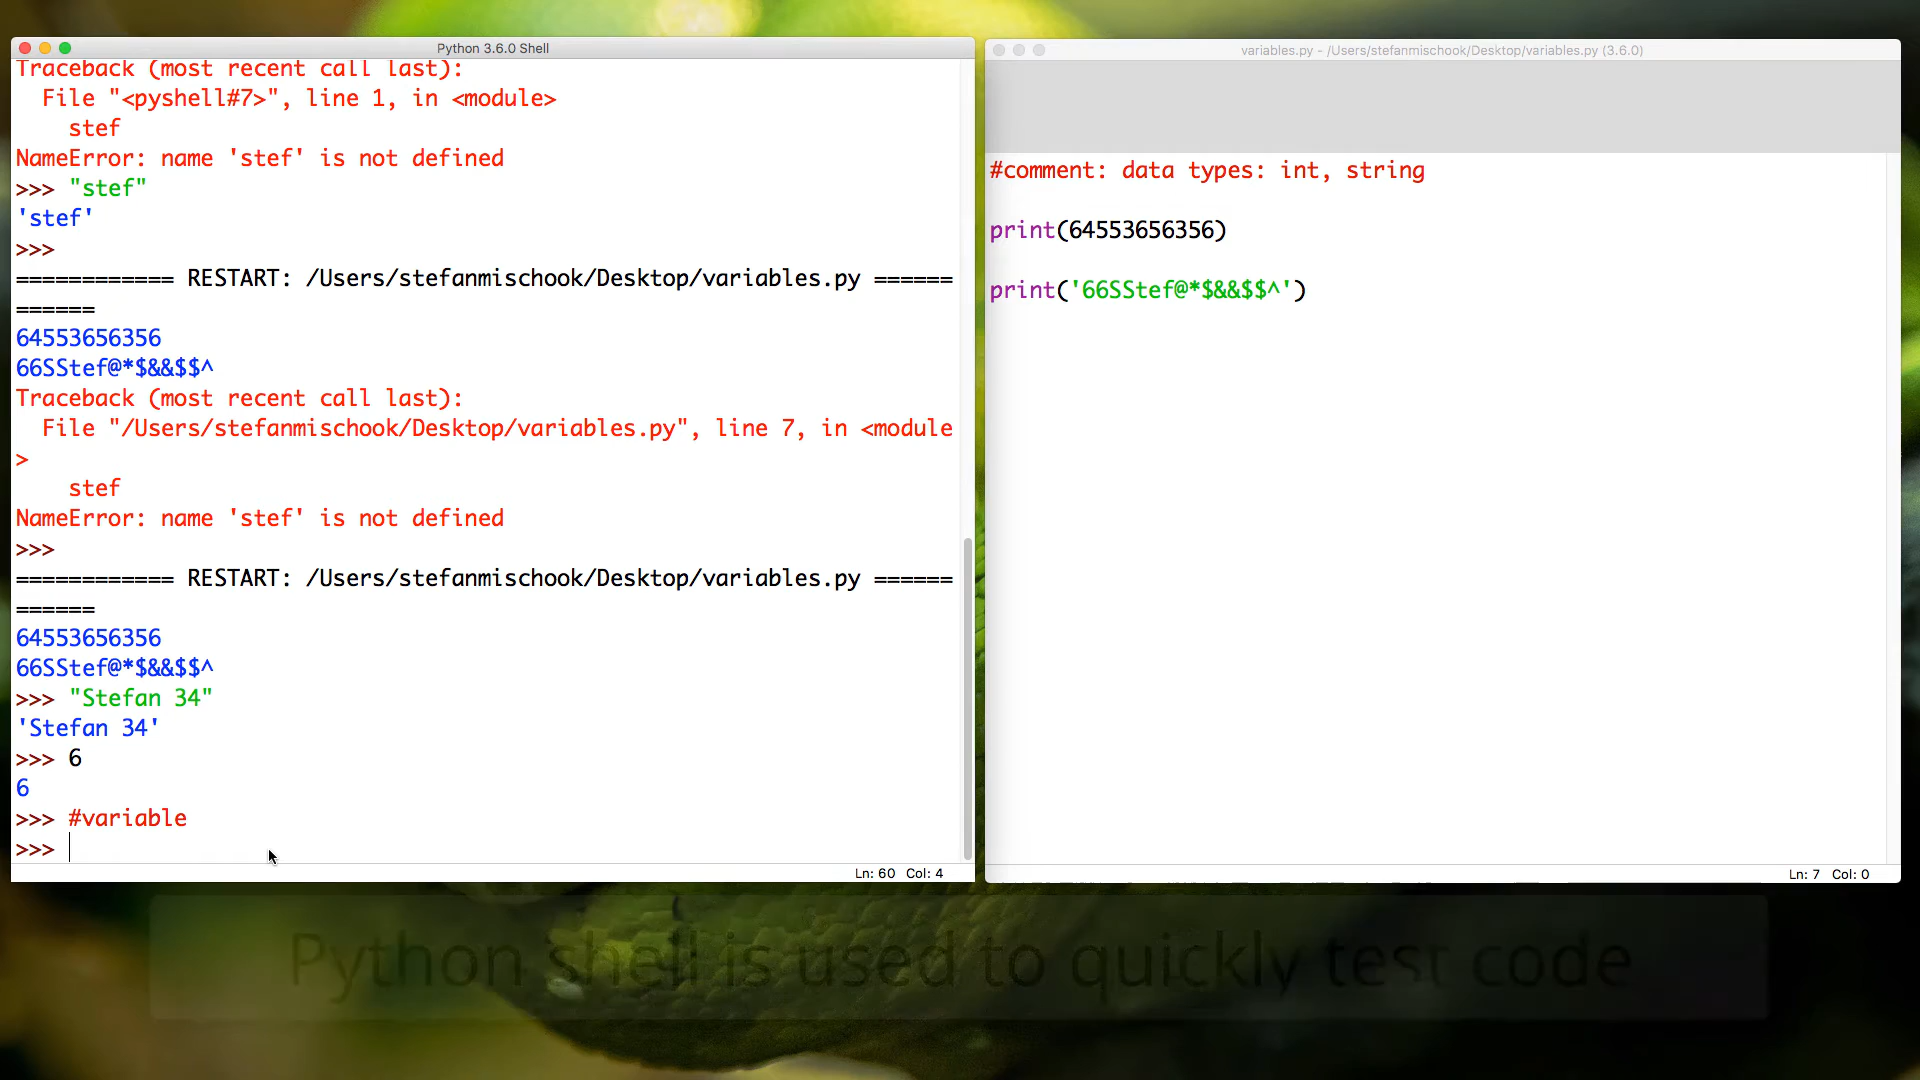 Python 3.6.0 Shell
Traceback (most recent call last):
File "<pyshell#7>", line 1, in <module>
stef
NameError: name 'stef' is not defined
>>> "stef"
'stef'
>>>
============ RESTART: /Users/stefanmischook/Desktop/variables.py ======
======
64553656356
66SStef@*$&&$$^
Traceback (most recent call last):
File "/Users/stefanmischook/Desktop/variables.py", line 7, in <module
>
stef
NameError: name 'stef' is not defined
>>>
============ RESTART: /Users/stefanmischook/Desktop/variables.py ======
======
64553656356
66SStef@*$&&$$^
>>> "Stefan 34"
'Stefan 34'
>>> 6
6
>>> #variable
>>>
Ln: 60 Col: 4
variables.py - /Users/stefanmischook/Desktop/variables.py (3.6.0)
#comment: data types: int, string
print(64553656356)
print('66SStef@*$&&$$^')
Ln: 7 Col: 0
Python shell is used to quickly test code